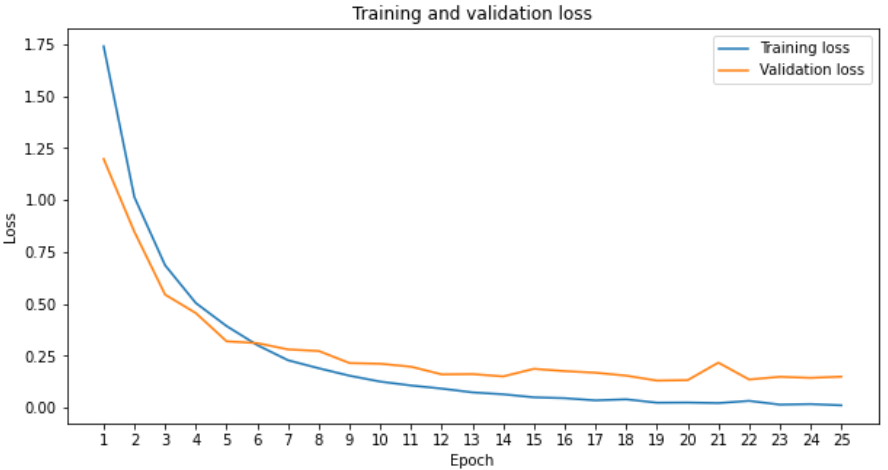 Training and validation loss
Training loss
Validation loss
1.75
1.50
1.25
1.00
0.75
0.50
0.25
0.00
Loss
1 2 3 4 5 6 7 8 9 10 11 12 13 14 15 16 17 18 19 20 21 22 23 24 25
Epoch